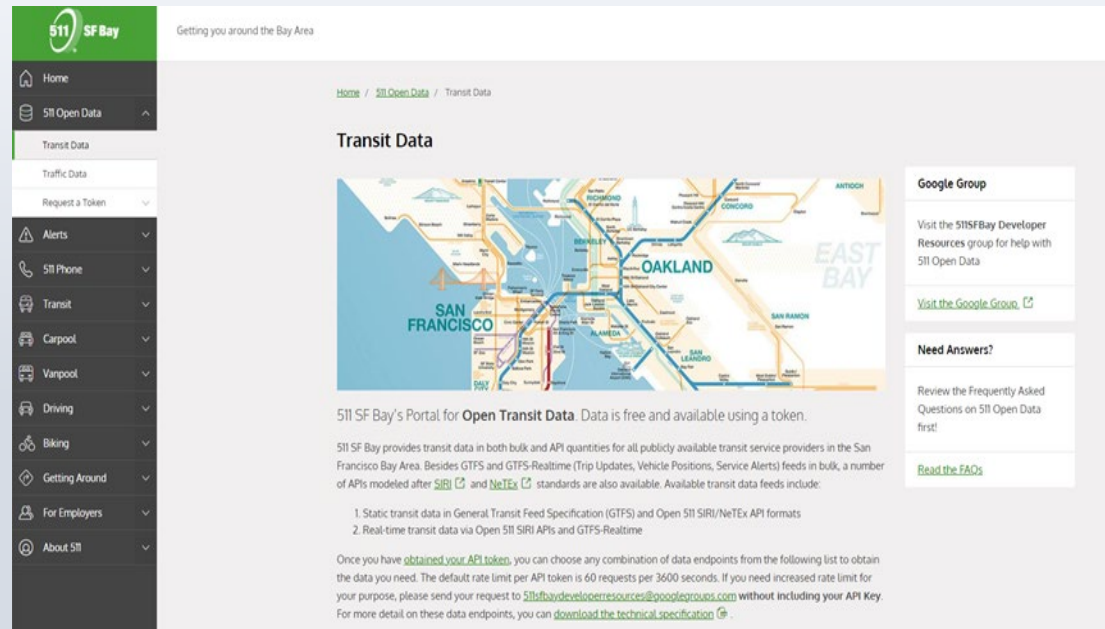 511 SF Bay
Getting you around the Bay Area
Home
511 Open Data
Transit Data
Traffic Data
Request a Token
Alerts
511 Phone
Transit
Carpool
Vanpool
Driving
Biking
Getting Around
For Employers
About 511
Home / 511 Open Data / Transit Data
Transit Data
RICHMOND
CONCORD
ANTIOCH
BERKELEY
OAKLAND
EAST
BAY
SAN
FRANCISCO
ALAMEDA
SAN
LEANDRO
SAN RAMON
DALY
CITY
511 SF Bay's Portal for Open Transit Data. Data is free and available using a token.
511 SF Bay provides transit data in both bulk and API quantities for all publicly available transit service providers in the San
Francisco Bay Area. Besides GTFS and GTFS-Realtime (Trip Updates, Vehicle Positions, Service Alerts) feeds in bulk, a number
of APIs modeled after SIRI and NeTEx standards are also available. Available transit data feeds include:
1. Static transit data in General Transit Feed Specification (GTFS) and Open 511 SIRI/NeTEx API formats
2. Real-time transit data via Open 511 SIRI APIs and GTFS-Realtime
Once you have obtained your API token, you can choose any combination of data endpoints from the following list to obtain
the data you need. The default rate limit per API token is 60 requests per 3600 seconds. If you need increased rate limit for
your purpose, please send your request to 511sfbaydeveloperresources@googlegroups.com without including your API Key.
For more detail on these data endpoints, you can download the technical specification .
Google Group
Visit the 511SFBay Developer
Resources group for help with
511 Open Data
Visit the Google Group
Need Answers?
Review the Frequently Asked
Questions on 511 Open Data
first!
Read the FAQs